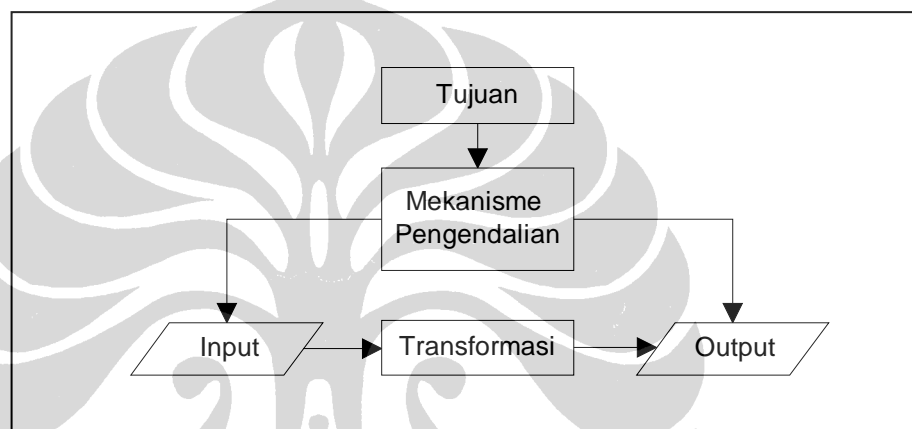 Tujuan
Mekanisme
Pengendalian
Input
Transformasi
Output